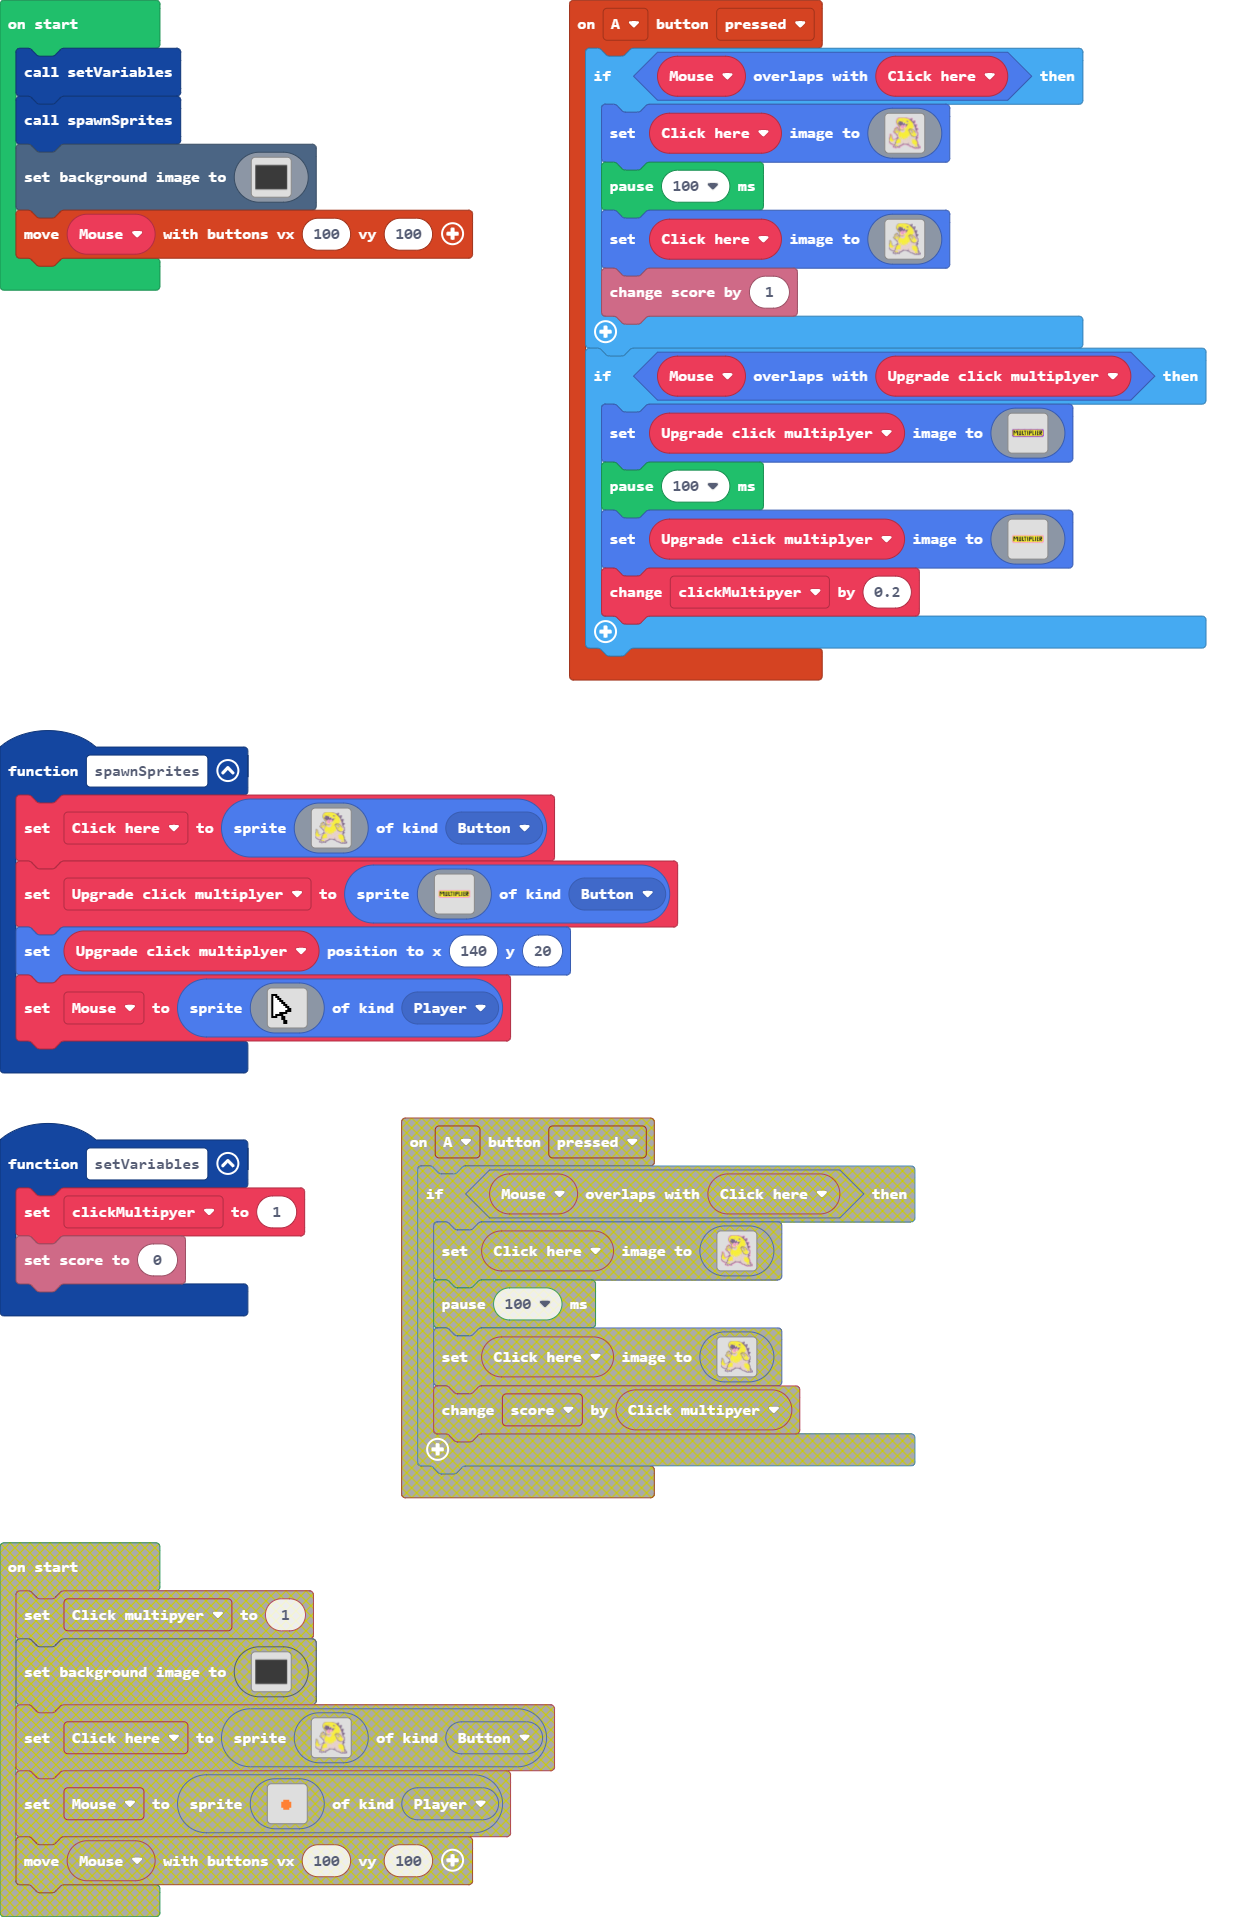 on start
call setVariables
call spawnSprites
set background image to
move Mouse with buttons vx 100 vy 100
on A button pressed
if Mouse overlaps with Click here then
set Click here image to
pause 100 ms
set Click here image to
change score by 1
if Mouse overlaps with Upgrade click multiplyer then
set Upgrade click multiplyer image to MULTIPLIER
pause 100 ms
set Upgrade click multiplyer image to MULTIPLIER
change clickMultipyer by 0.2
function spawnSprites
set Click here to sprite of kind Button
set Upgrade click multiplyer to sprite MULTIPLIER of kind Button
set Upgrade click multiplyer position to x 140 y 20
set Mouse to sprite of kind Player
function setVariables
set clickMultipyer to 1
set score to 0
on A button pressed
if Mouse overlaps with Click here then
set Click here image to
pause 100 ms
set Click here image to
change score by Click multipyer
on start
set Click multipyer to 1
set background image to
set Click here to sprite of kind Button
set Mouse to sprite of kind Player
move Mouse with buttons vx 100 vy 100